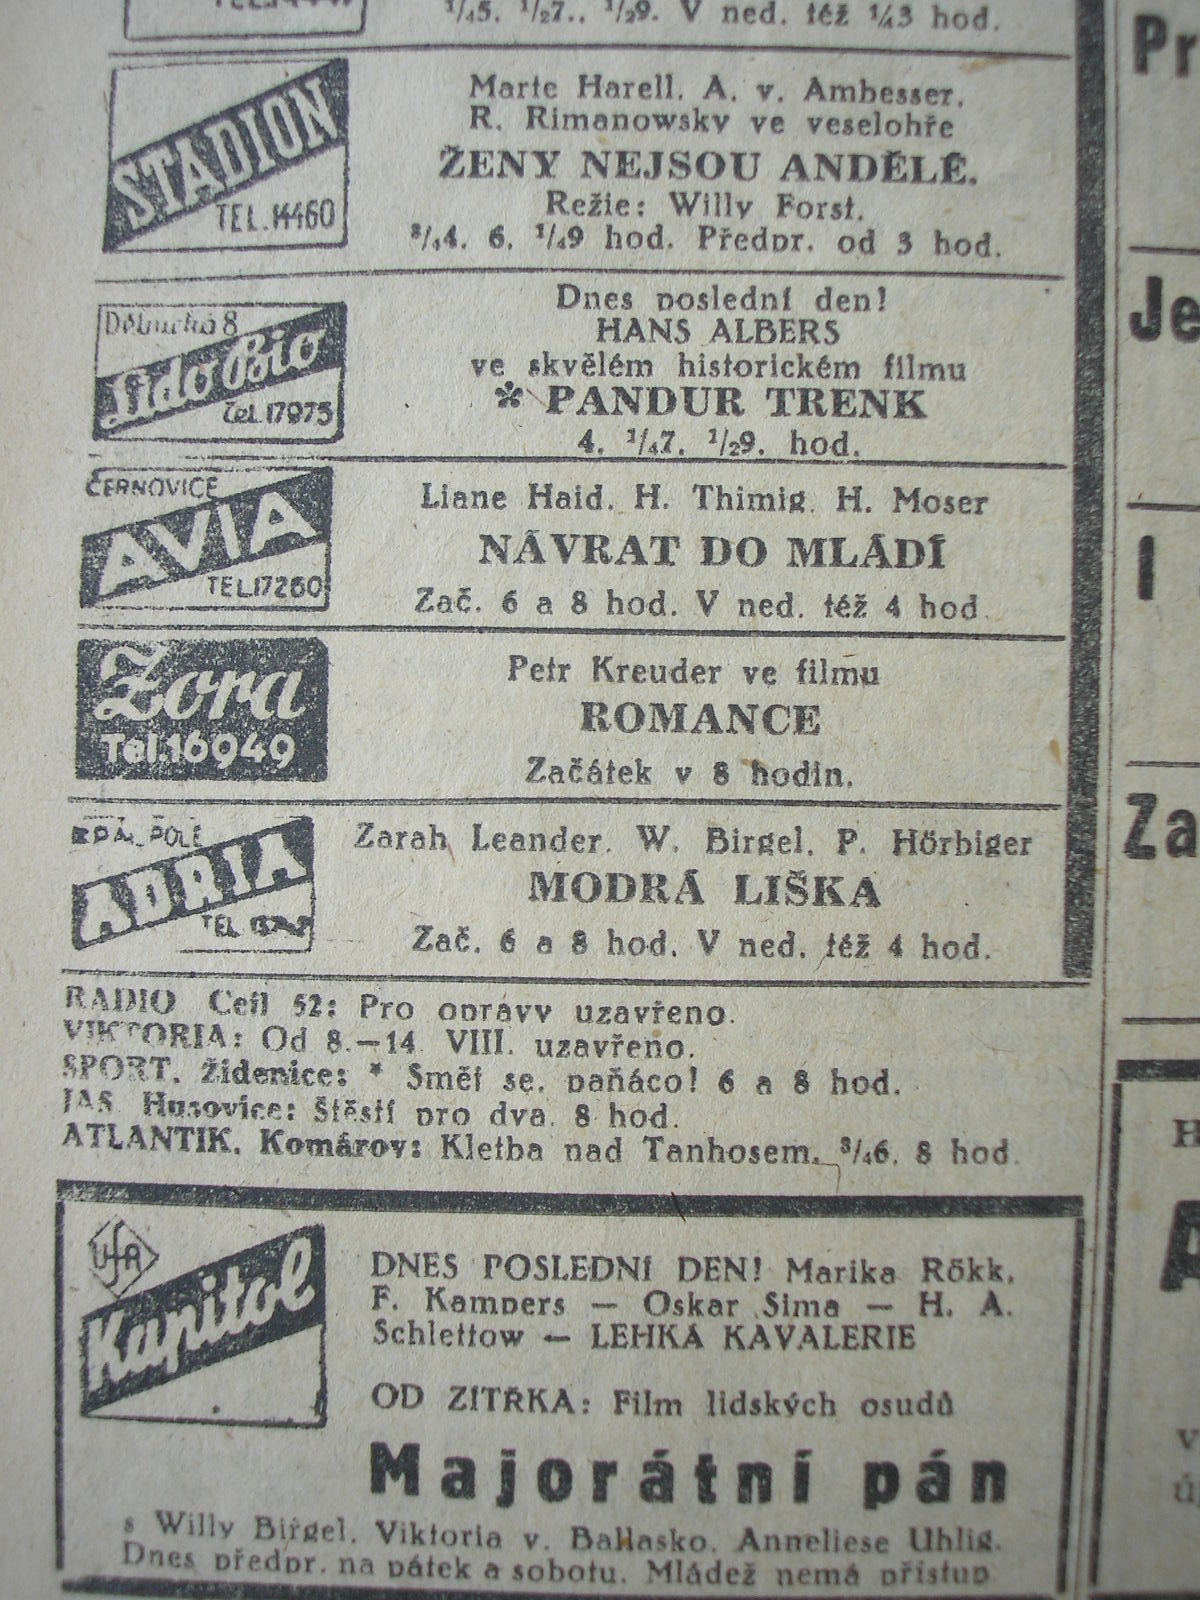 ¼5. ½7., ½9. V ned. též ¼3 hod.
STADION
TEL. 14460
Marte Harell. A. v. Ambesser.
R. Rimanowsky ve veselohře
ŽENY NEJSOU ANDĚLÉ.
Režie: Willy Forst.
¾4. 6. ¼9 hod. Předpr. od 3 hod.
Dělnická 8
Lido Bio
tel. 17975
Dnes poslední den!
HANS ALBERS
ve skvělém historickém filmu
* PANDUR TRENK
4. ¼7. ½9. hod.
ČERNOVICE
AVIA
TEL.17260
Liane Haid. H. Thimig. H. Moser
NÁVRAT DO MLÁDÍ
Zač. 6 a 8 hod. V ned. též 4 hod.
Zora
Tel.16949
Petr Kreuder ve filmu
ROMANCE
Začátek v 8 hodin.
KRÁL. POLE
ADRIA
TEL
Zarah Leander. W. Birgel. P. Hörbiger
MODRÁ LIŠKA
Zač. 6 a 8 hod. V ned. též 4 hod.
RADIO Cejl 52: Pro opravy uzavřeno.
VIKTORIA: Od 8.—14. VIII. uzavřeno.
SPORT. Židenice: * Směj se. paňáco! 6 a 8 hod.
JAS Husovice: Štěstí pro dva. 8 hod.
ATLANTIK. Komárov: Kletba nad Tanhosem. ¾6. 8 hod.
UFA
Kapitol
DNES POSLEDNÍ DEN! Marika Rökk.
F. Kampers — Oskar Sima — H. A.
Schlettow — LEHKÁ KAVALERIE
OD ZÍTŘKA: Film lidských osudů
Majorátní pán
s Willy Birgel. Viktoria v. Ballasko. Anneliese Uhlig.
Dnes předpr. na pátek a sobotu. Mládež nemá přístup
Pr
Je
I
Za
H
A
v
ú